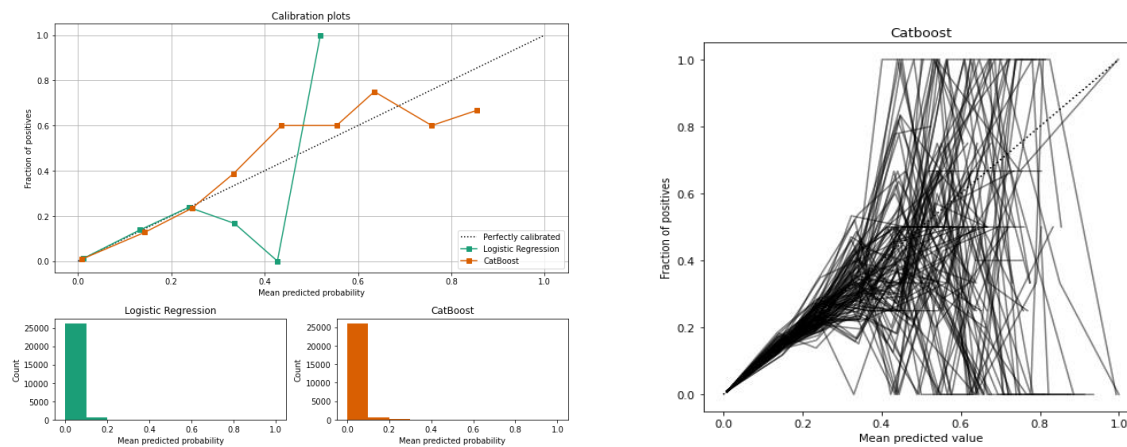 Calibration plots
1.0
0.8
0.6
0.4
0.2
0.0
Fraction of positives
0.0 0.2 0.4 0.6 0.8 1.0
Mean predicted probability
Perfectly calibrated
Logistic Regression
CatBoost
Logistic Regression
25000
20000
15000
10000
5000
0
Count
0.0 0.2 0.4 0.6 0.8 1.0
Mean predicted probability
CatBoost
25000
20000
15000
10000
5000
0
Count
0.0 0.2 0.4 0.6 0.8 1.0
Mean predicted probability
Catboost
1.0
0.8
0.6
0.4
0.2
0.0
Fraction of positives
0.0 0.2 0.4 0.6 0.8 1.0
Mean predicted value